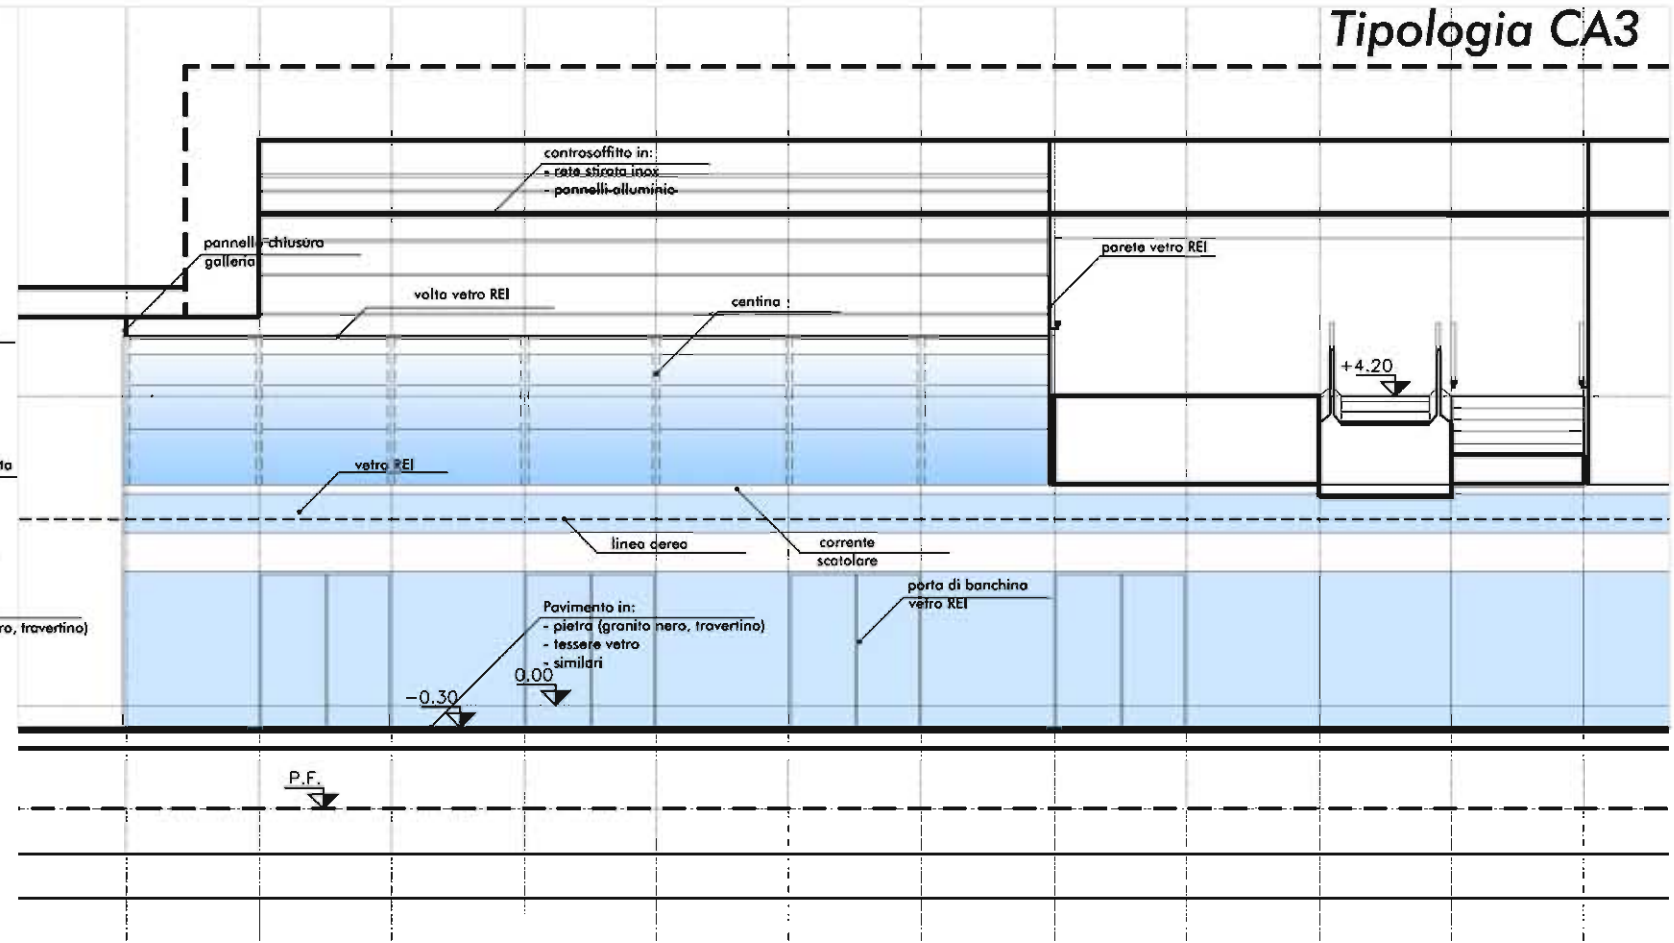 Tipologia CA3
controsoffitto in:
- rete stirata inox
- pannelli alluminio
pannello chiusura
galleria
parete vetro REI
volta vetro REI
centina
+4.20
vetro REI
linea aerea
corrente
scatolare
porta di banchina
vetro REI
Pavimento in:
- pietra (granito nero, travertino)
- tessere vetro
- similari
ro, travertino)
0.00
-0.30
P.F.